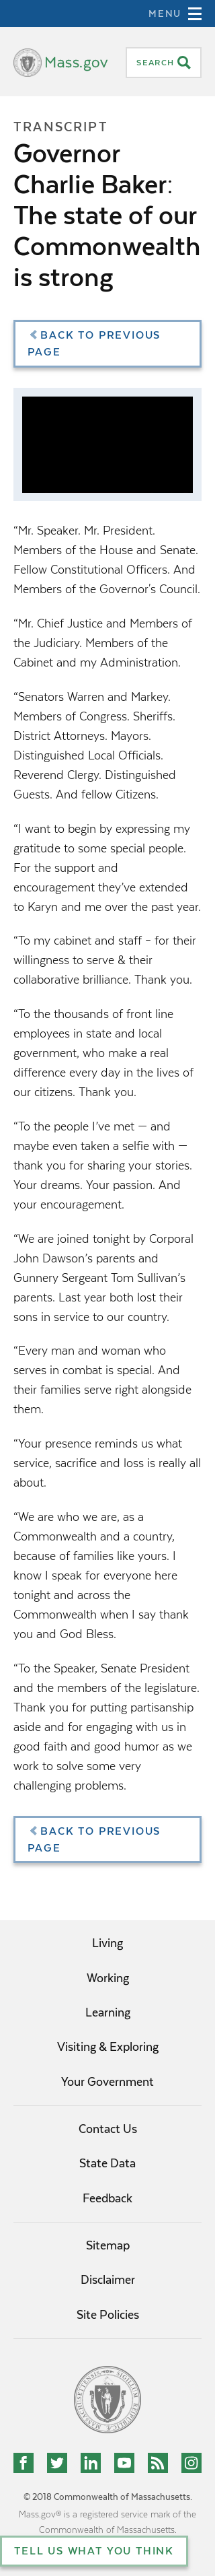 MENU
Mass.gov
SEARCH
TRANSCRIPT
Governor
Charlie Baker:
The state of our
Commonwealth
is strong
BACK TO PREVIOUS
PAGE
“Mr. Speaker. Mr. President.
Members of the House and Senate.
Fellow Constitutional Officers. And
Members of the Governor’s Council.
“Mr. Chief Justice and Members of
the Judiciary. Members of the
Cabinet and my Administration.
“Senators Warren and Markey.
Members of Congress. Sheriffs.
District Attorneys. Mayors.
Distinguished Local Officials.
Reverend Clergy. Distinguished
Guests. And fellow Citizens.
“I want to begin by expressing my
gratitude to some special people.
For the support and
encouragement they’ve extended
to Karyn and me over the past year.
“To my cabinet and staff – for their
willingness to serve & their
collaborative brilliance. Thank you.
“To the thousands of front line
employees in state and local
government, who make a real
difference every day in the lives of
our citizens. Thank you.
“To the people I’ve met — and
maybe even taken a selfie with —
thank you for sharing your stories.
Your dreams. Your passion. And
your encouragement.
“We are joined tonight by Corporal
John Dawson’s parents and
Gunnery Sergeant Tom Sullivan’s
parents. Last year both lost their
sons in service to our country.
“Every man and woman who
serves in combat is special. And
their families serve right alongside
them.
“Your presence reminds us what
service, sacrifice and loss is really all
about.
“We are who we are, as a
Commonwealth and a country,
because of families like yours. I
know I speak for everyone here
tonight and across the
Commonwealth when I say thank
you and God Bless.
“To the Speaker, Senate President
and the members of the legislature.
Thank you for putting partisanship
aside and for engaging with us in
good faith and good humor as we
work to solve some very
challenging problems.
BACK TO PREVIOUS
PAGE
Living
Working
Learning
Visiting & Exploring
Your Government
Contact Us
State Data
Feedback
Sitemap
Disclaimer
Site Policies
© 2018 Commonwealth of Massachusetts.
Mass.gov® is a registered service mark of the
Commonwealth of Massachusetts.
TELL US WHAT YOU THINK